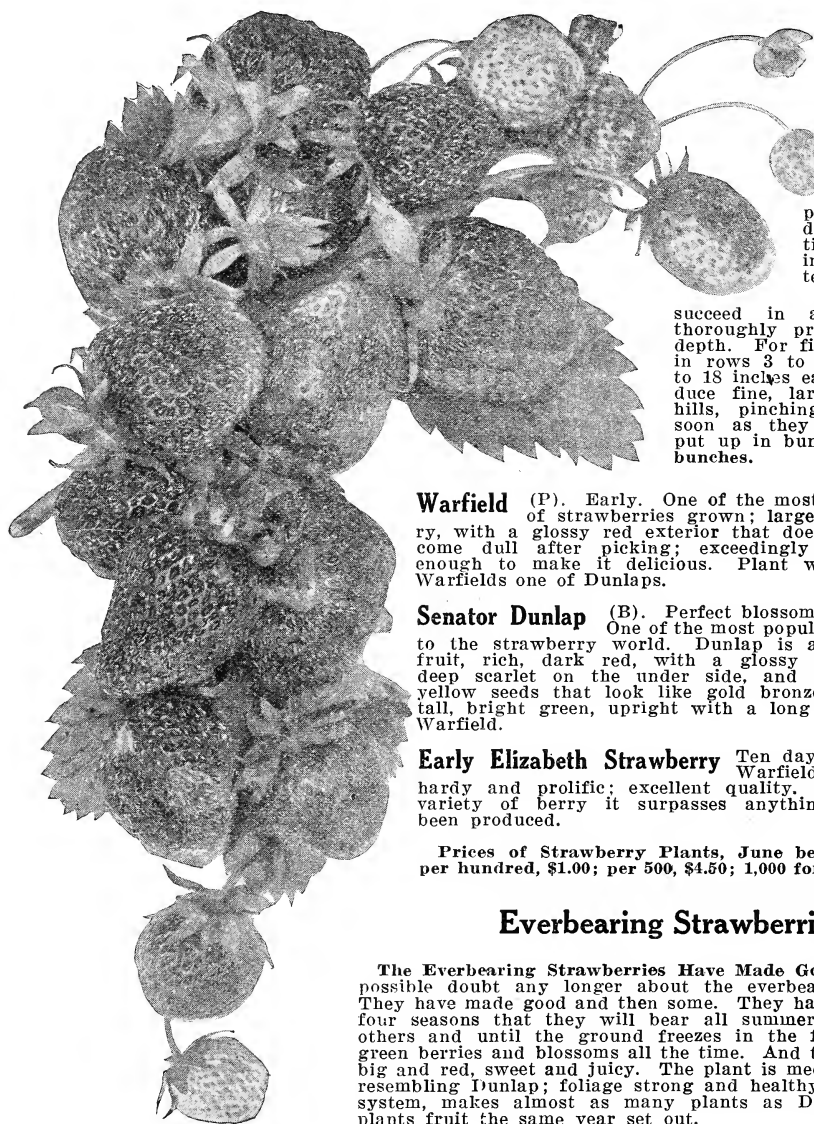 p
d
ti
in
te
succeed in a
thoroughly pr
depth. For fi
in rows 3 to
to 18 inches ea
duce fine, lar
hills, pinching
soon as they
put up in bun
bunches.
Warfield (P). Early. One of the most
of strawberries grown; large
ry, with a glossy red exterior that doe
come dull after picking; exceedingly
enough to make it delicious. Plant w
Warfields one of Dunlaps.
Senator Dunlap (B). Perfect blossom
One of the most popul
to the strawberry world. Dunlap is a
fruit, rich, dark red, with a glossy
deep scarlet on the under side, and
yellow seeds that look like gold bronze
tall, bright green, upright with a long
Warfield.
Early Elizabeth Strawberry Ten day
Warfield
hardy and prolific; excellent quality.
variety of berry it surpasses anythin
been produced.
Prices of Strawberry Plants, June be
per hundred, $1.00; per 500, $4.50; 1,000 for
Everbearing Strawberri
The Everbearing Strawberries Have Made Go
possible doubt any longer about the everbea
They have made good and then some. They ha
four seasons that they will bear all summer
others and until the ground freezes in the f
green berries and blossoms all the time. And t
big and red, sweet and juicy. The plant is med
resembling Dunlap; foliage strong and healthy
system, makes almost as many plants as D
plants fruit the same year set out.